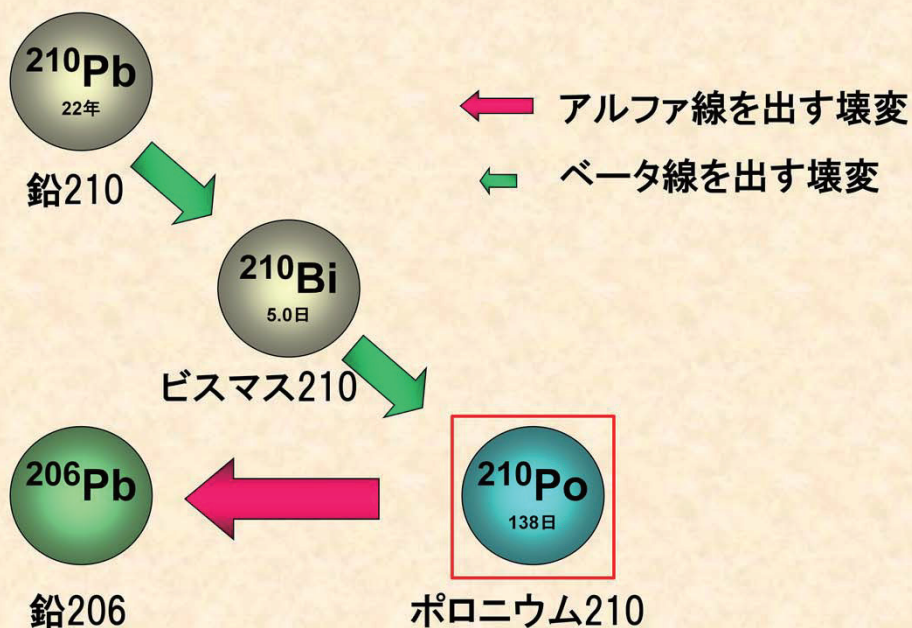 ²¹⁰Pb
22年
鉛210
アルファ線を出す壊変
ベータ線を出す壊変
²¹⁰Bi
5.0日
ビスマス210
²⁰⁶Pb
鉛206
²¹⁰Po
138日
ポロニウム210